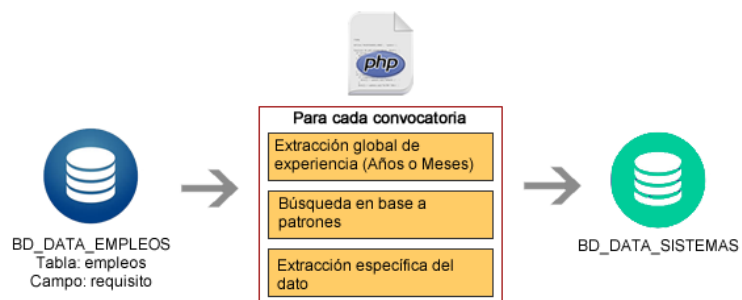 php
Para cada convocatoria
Extracción global de
experiencia (Años o Meses)
Búsqueda en base a
patrones
Extracción específica del
dato
BD_DATA_EMPLEOS
Tabla: empleos
Campo: requisito
BD_DATA_SISTEMAS